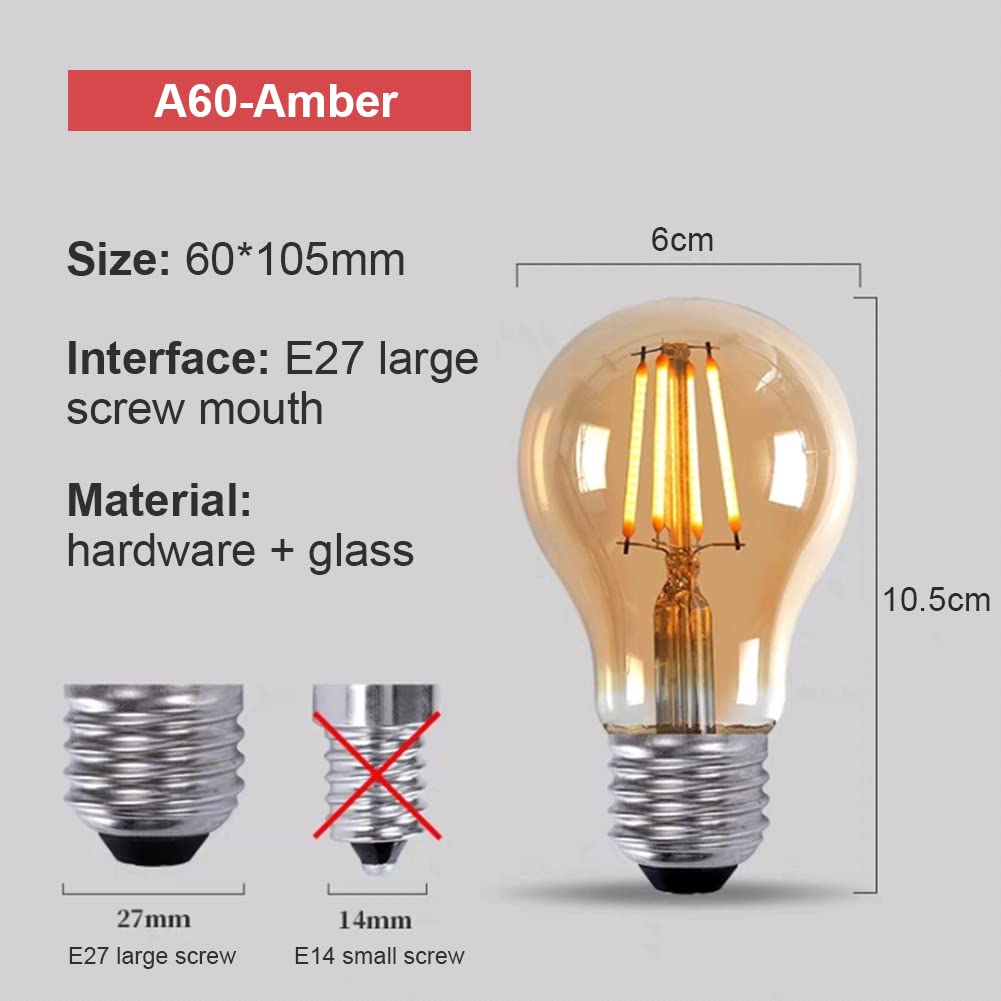 A60-Amber
Size: 60*105mm
Interface: E27 large
screw mouth
Material:
hardware + glass
6cm
10.5cm
27mm
E27 large screw
14mm
E14 small screw